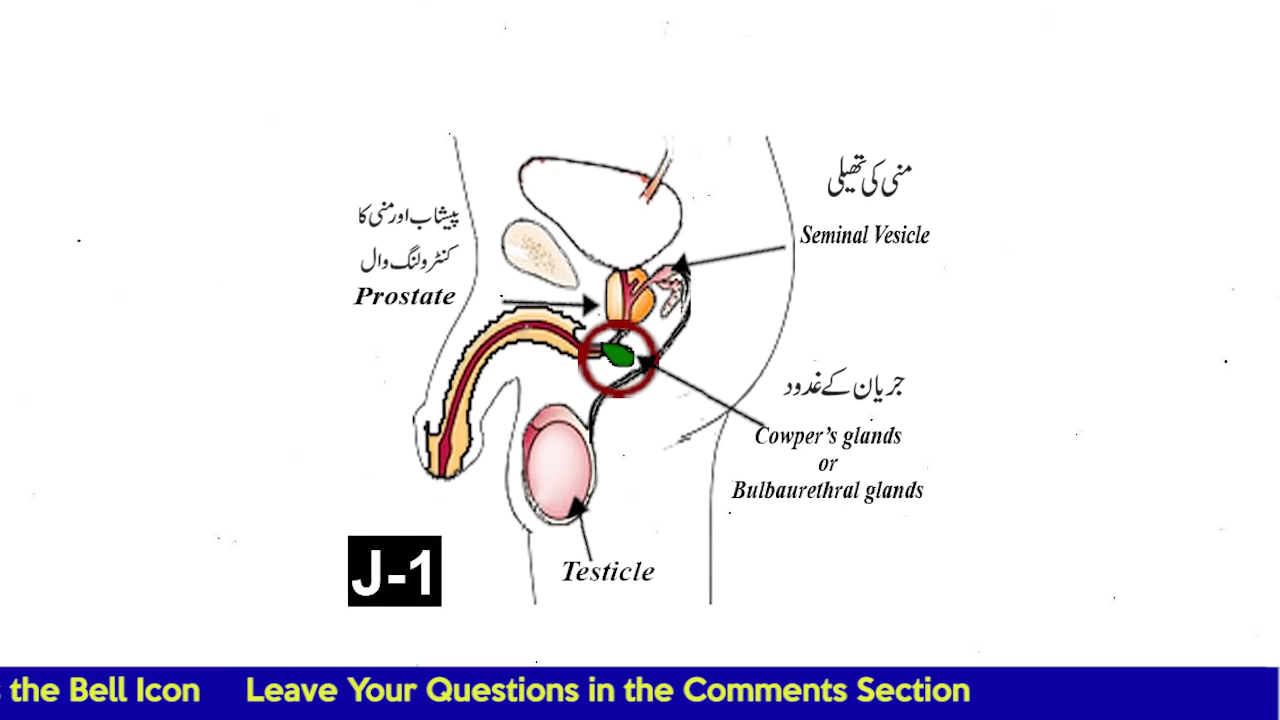 منی کی تھیلی
Seminal Vesicle
پیشاب اور منی کا
کنٹرولنگ وال
Prostate
جریان کے غدود
Cowper's glands
or
Bulbaurethral glands
Testicle
J-1
the Bell Icon Leave Your Questions in the Comments Section